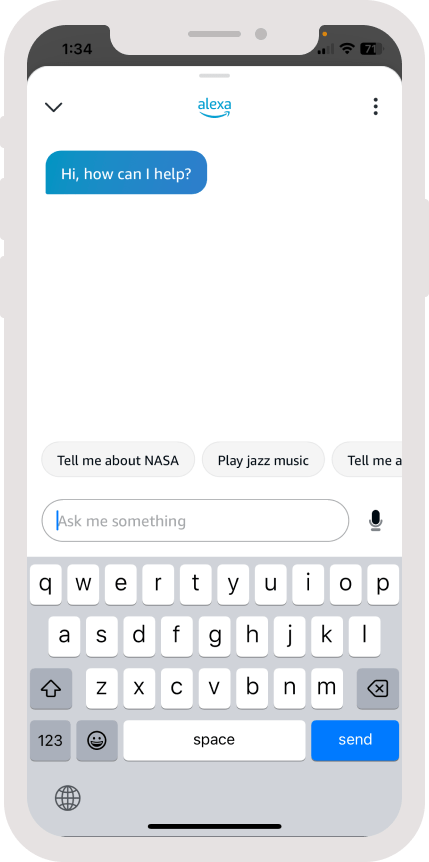 1:34
71
alexa
Hi, how can I help?
Tell me about NASA
Play jazz music
Tell me a
Ask me something
q w e r t y u i o p
a s d f g h j k l
z x c v b n m
123
space
send